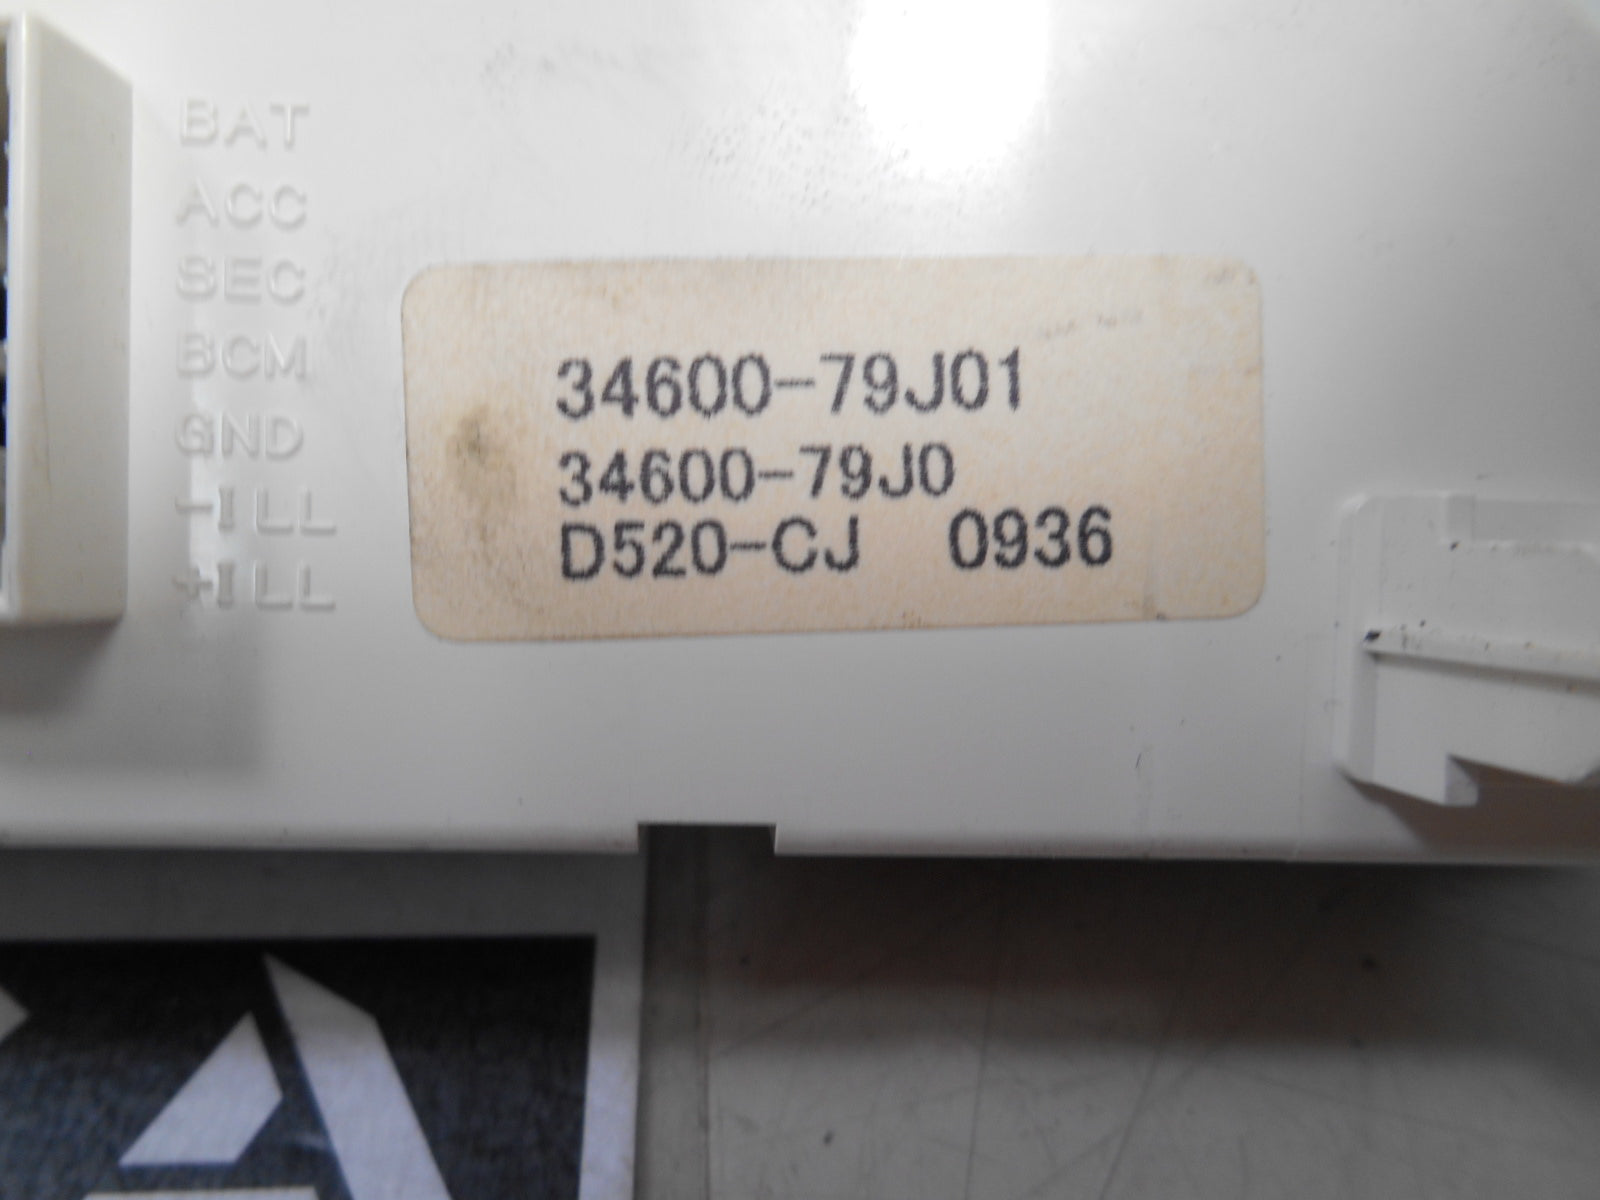 BAT
ACC
SEC
BCM
GND
-ILL
+ILL
34600-79J01
34600-79J0
D520-CJ 0936